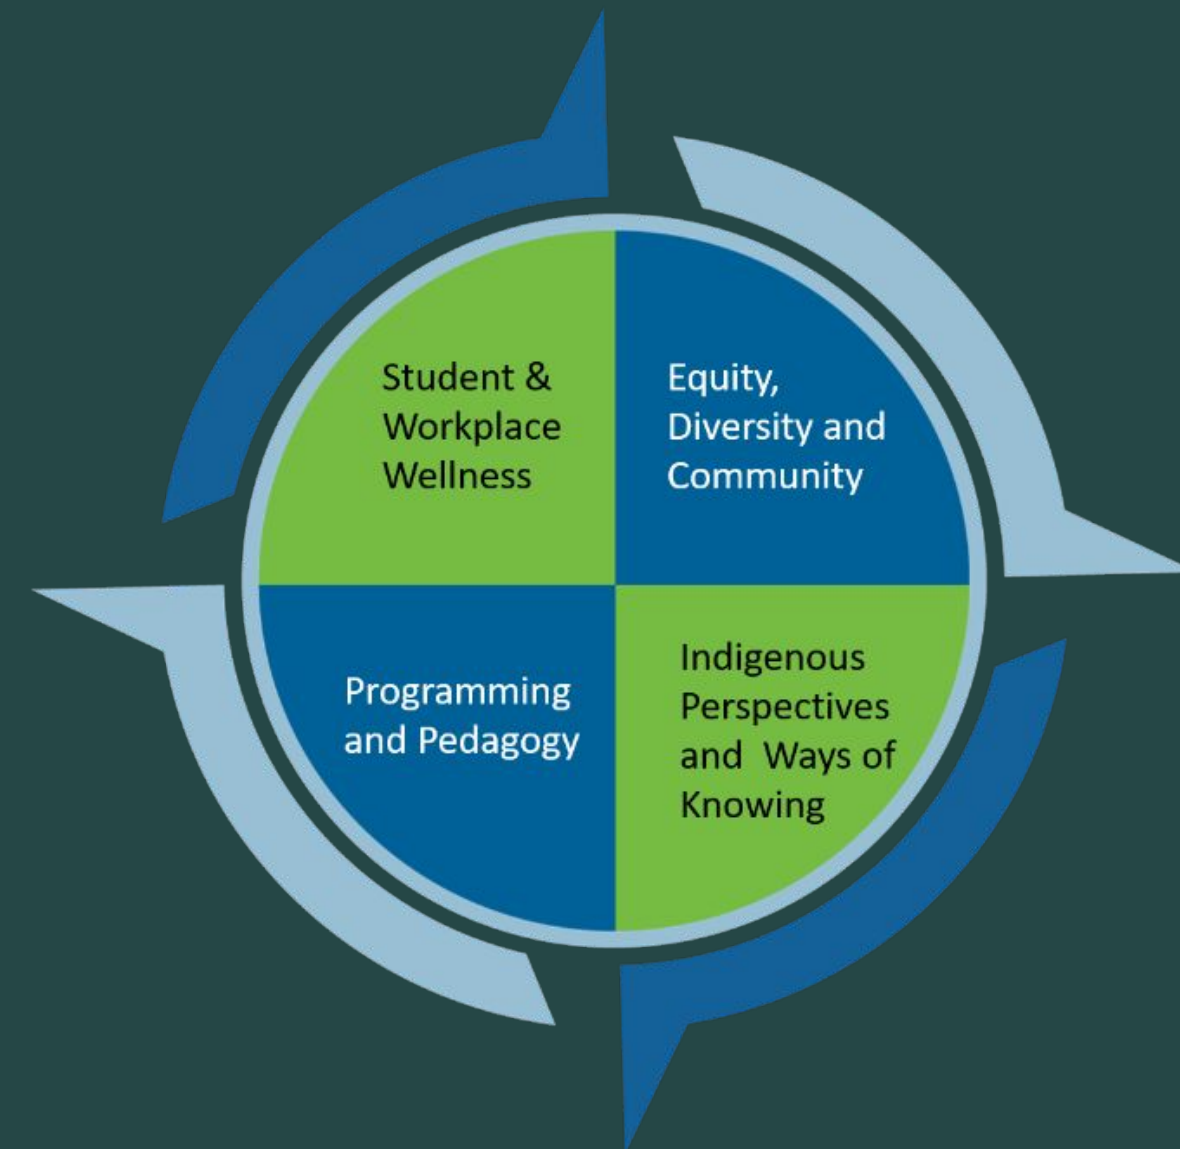 Student &
Workplace
Wellness
Equity,
Diversity and
Community
Programming
and Pedagogy
Indigenous
Perspectives
and  Ways of
Knowing